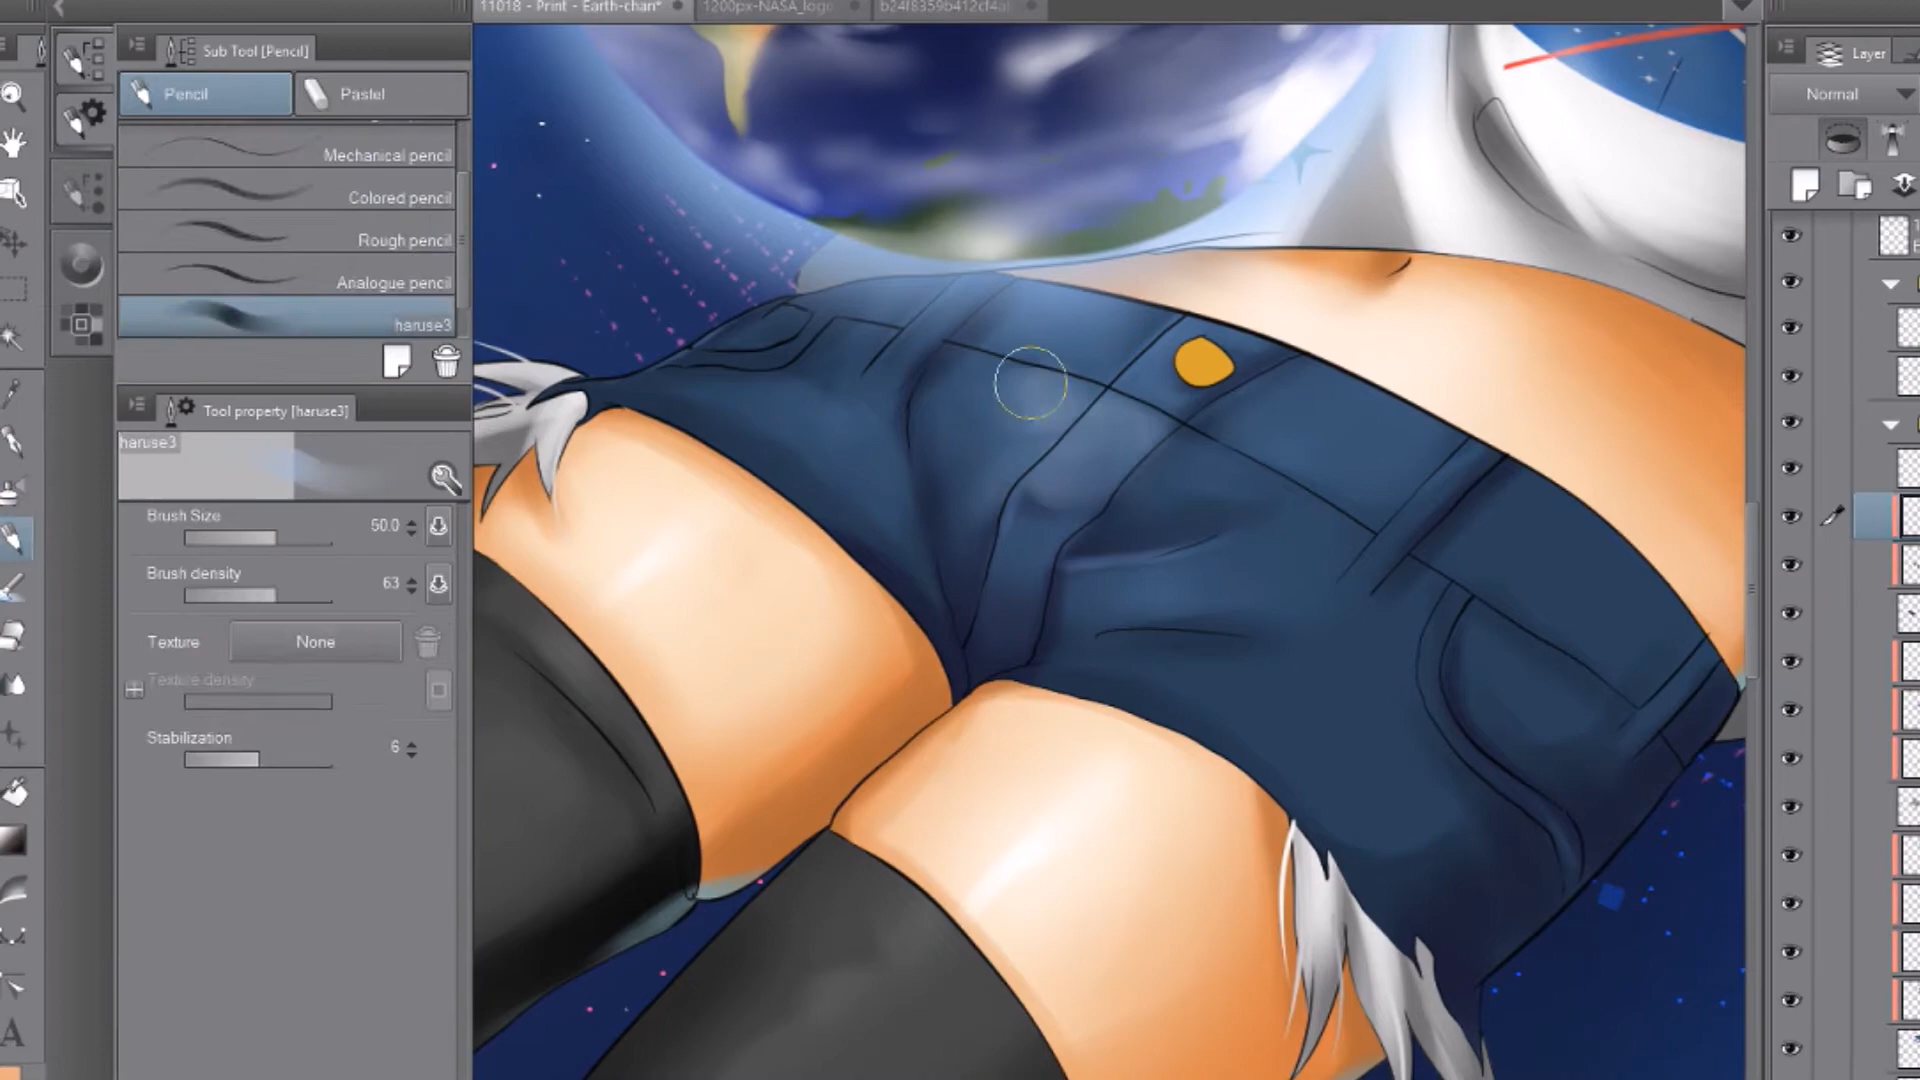 11018 - Print - Earth-chan*
1200px-NASA_logo
b24f8359b412cf4a
Sub Tool [Pencil]
Pencil
Pastel
Mechanical pencil
Colored pencil
Rough pencil
Analogue pencil
haruse3
Tool property [haruse3]
haruse3
Brush Size
50.0
Brush density
63
Texture
None
Texture density
Stabilization
6
Layer
Normal
A